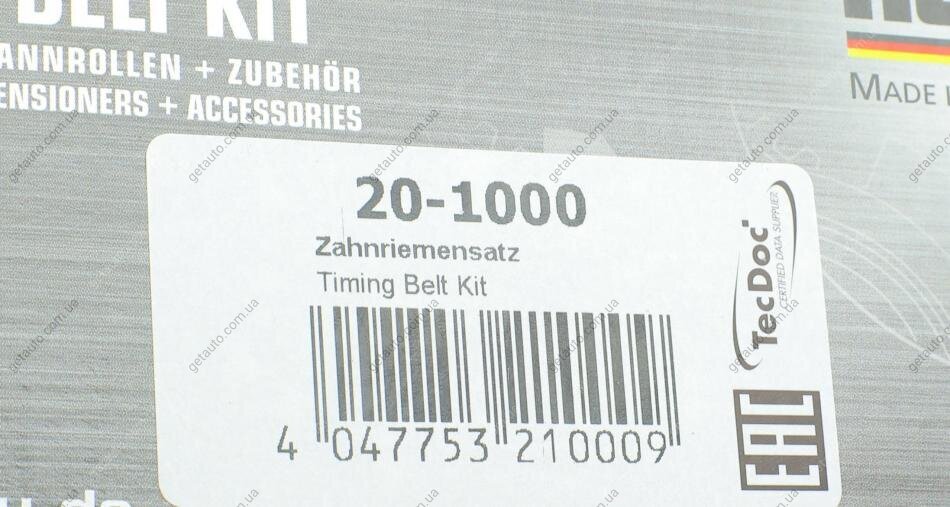 BELT KIT
ANNROLLEN + ZUBEHÖR
ENSIONERS + ACCESSORIES
MADE
20-1000
Zahnriemensatz
Timing Belt Kit
4 047753 210009
TecDoc
CERTIFIED DATA SUPPLIER
EAC
getauto.com.ua